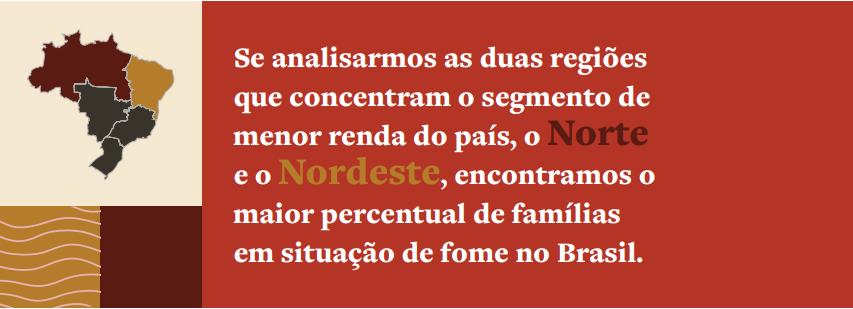 Se analisarmos as duas regiões
que concentram o segmento de
menor renda do país, o Norte
e o Nordeste, encontramos o
maior percentual de famílias
em situação de fome no Brasil.